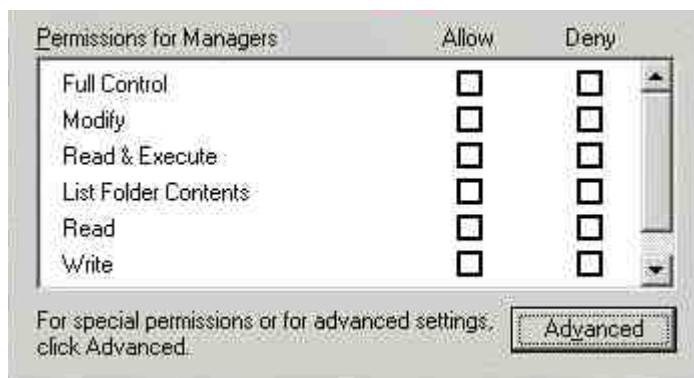 Permissions for Managers Allow Deny
Full Control
Modify
Read & Execute
List Folder Contents
Read
Write
For special permissions or for advanced settings,
click Advanced.
Advanced